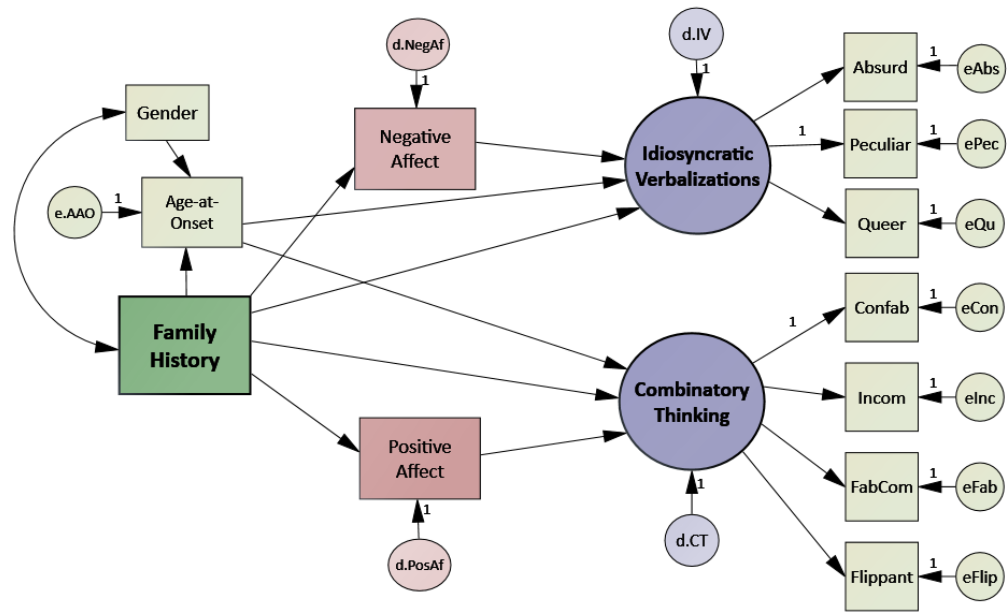 d.NegAf
1
d.IV
1
Absurd
1
eAbs
Gender
Negative
Affect
Idiosyncratic
Verbalizations
1
Peculiar
1
ePec
e.AAO
1
Age-at-
Onset
Queer
1
eQu
Family
History
Confab
1
eCon
1
Combinatory
Thinking
Incom
1
eInc
Positive
Affect
1
d.PosAf
1
d.CT
FabCom
1
eFab
Flippant
1
eFlip